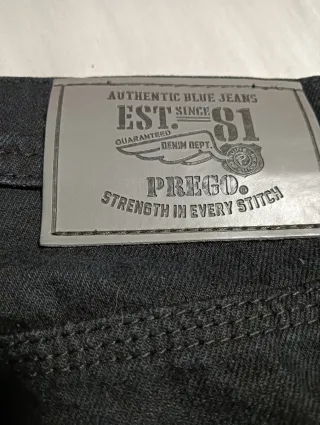 AUTHENTIC BLUE JEANS
EST. SINCE 81
GUARANTEED
DENIM DEPT.
PREGO.
STRENGTH IN EVERY STITCH